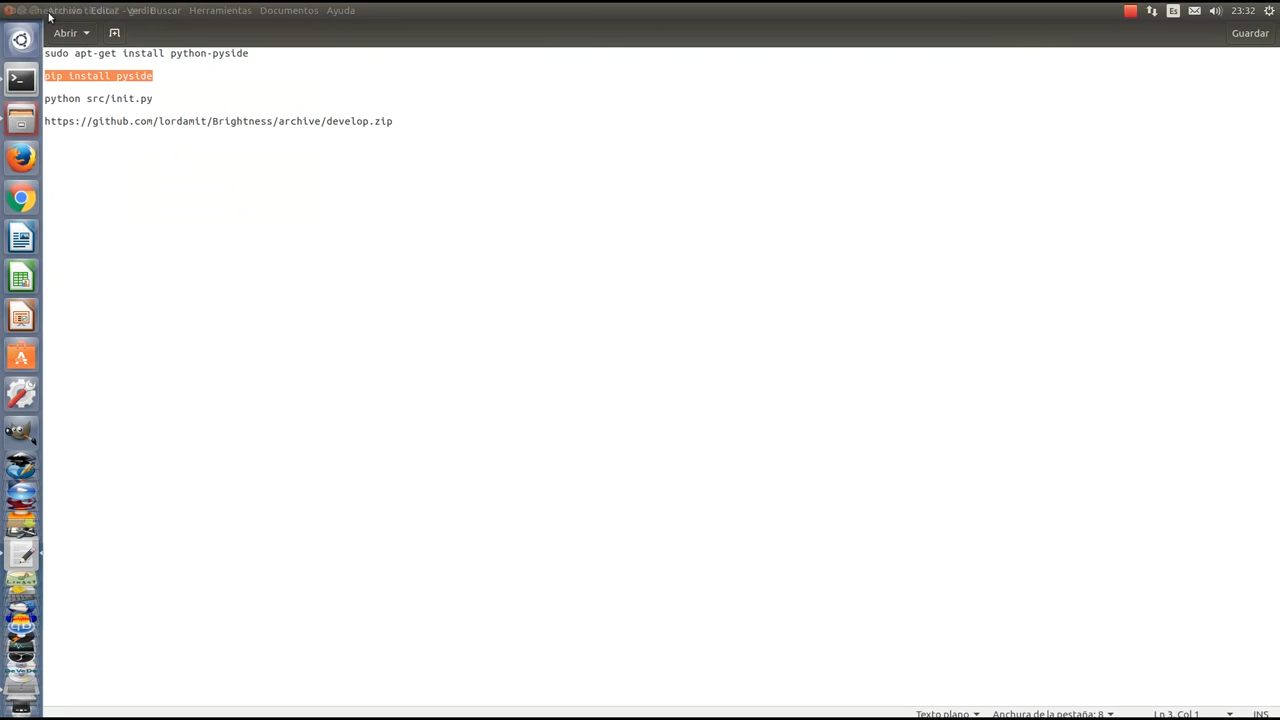 Archivo Editar Ver Buscar Herramientas Documentos Ayuda
Es
23:32
Abrir
Guardar
sudo apt-get install python-pyside
pip install pyside
python src/init.py
https://github.com/lordamit/Brightness/archive/develop.zip
Texto plano
Anchura de la pestaña: 8
Ln 3, Col 1
INS